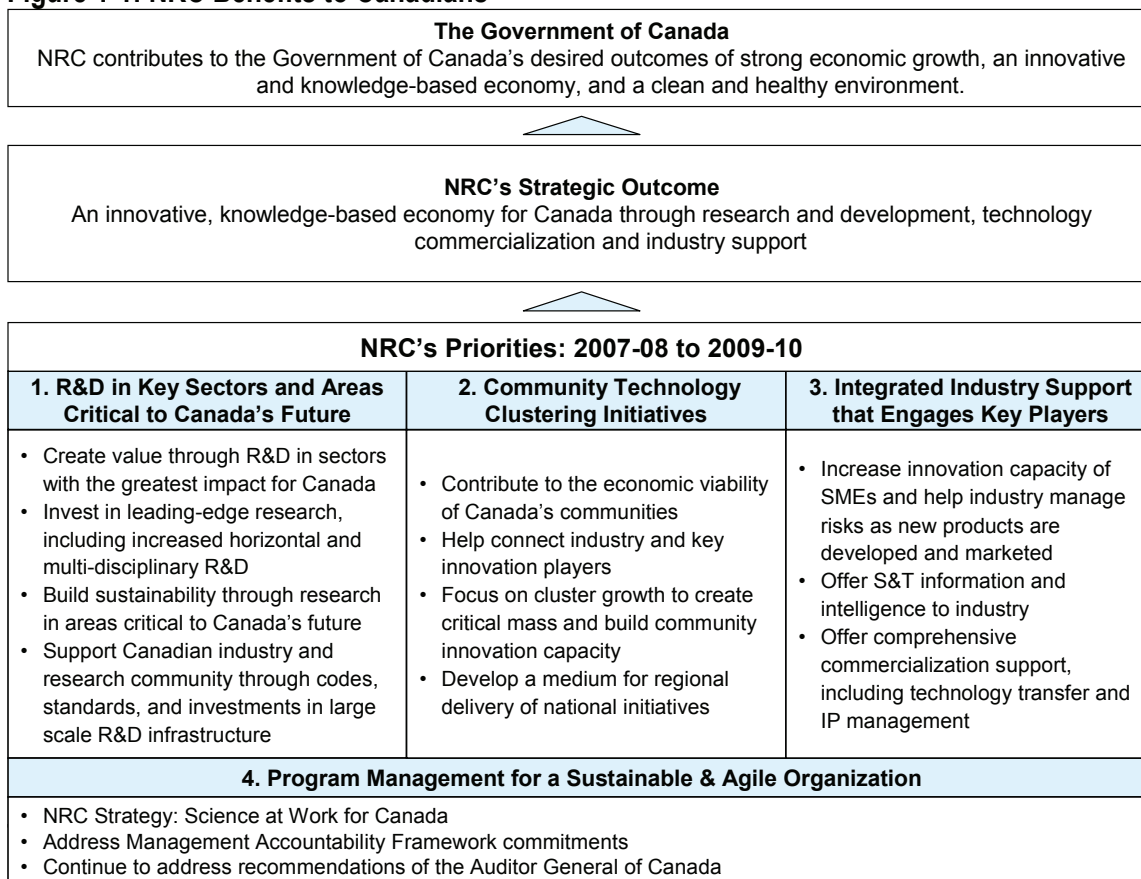 The Government of Canada
NRC contributes to the Government of Canada's desired outcomes of strong economic growth, an innovative
and knowledge-based economy, and a clean and healthy environment.
NRC's Strategic Outcome
An innovative, knowledge-based economy for Canada through research and development, technology
commercialization and industry support
NRC's Priorities: 2007-08 to 2009-10
1. R&D in Key Sectors and Areas
Critical to Canada's Future
• Create value through R&D in sectors
with the greatest impact for Canada
• Invest in leading-edge research,
including increased horizontal and
multi-disciplinary R&D
• Build sustainability through research
in areas critical to Canada's future
• Support Canadian industry and
research community through codes,
standards, and investments in large
scale R&D infrastructure
2. Community Technology
Clustering Initiatives
• Contribute to the economic viability
of Canada's communities
• Help connect industry and key
innovation players
• Focus on cluster growth to create
critical mass and build community
innovation capacity
• Develop a medium for regional
delivery of national initiatives
3. Integrated Industry Support
that Engages Key Players
• Increase innovation capacity of
SMEs and help industry manage
risks as new products are
developed and marketed
• Offer S&T information and
intelligence to industry
• Offer comprehensive
commercialization support,
including technology transfer and
IP management
4. Program Management for a Sustainable & Agile Organization
• NRC Strategy: Science at Work for Canada
• Address Management Accountability Framework commitments
• Continue to address recommendations of the Auditor General of Canada